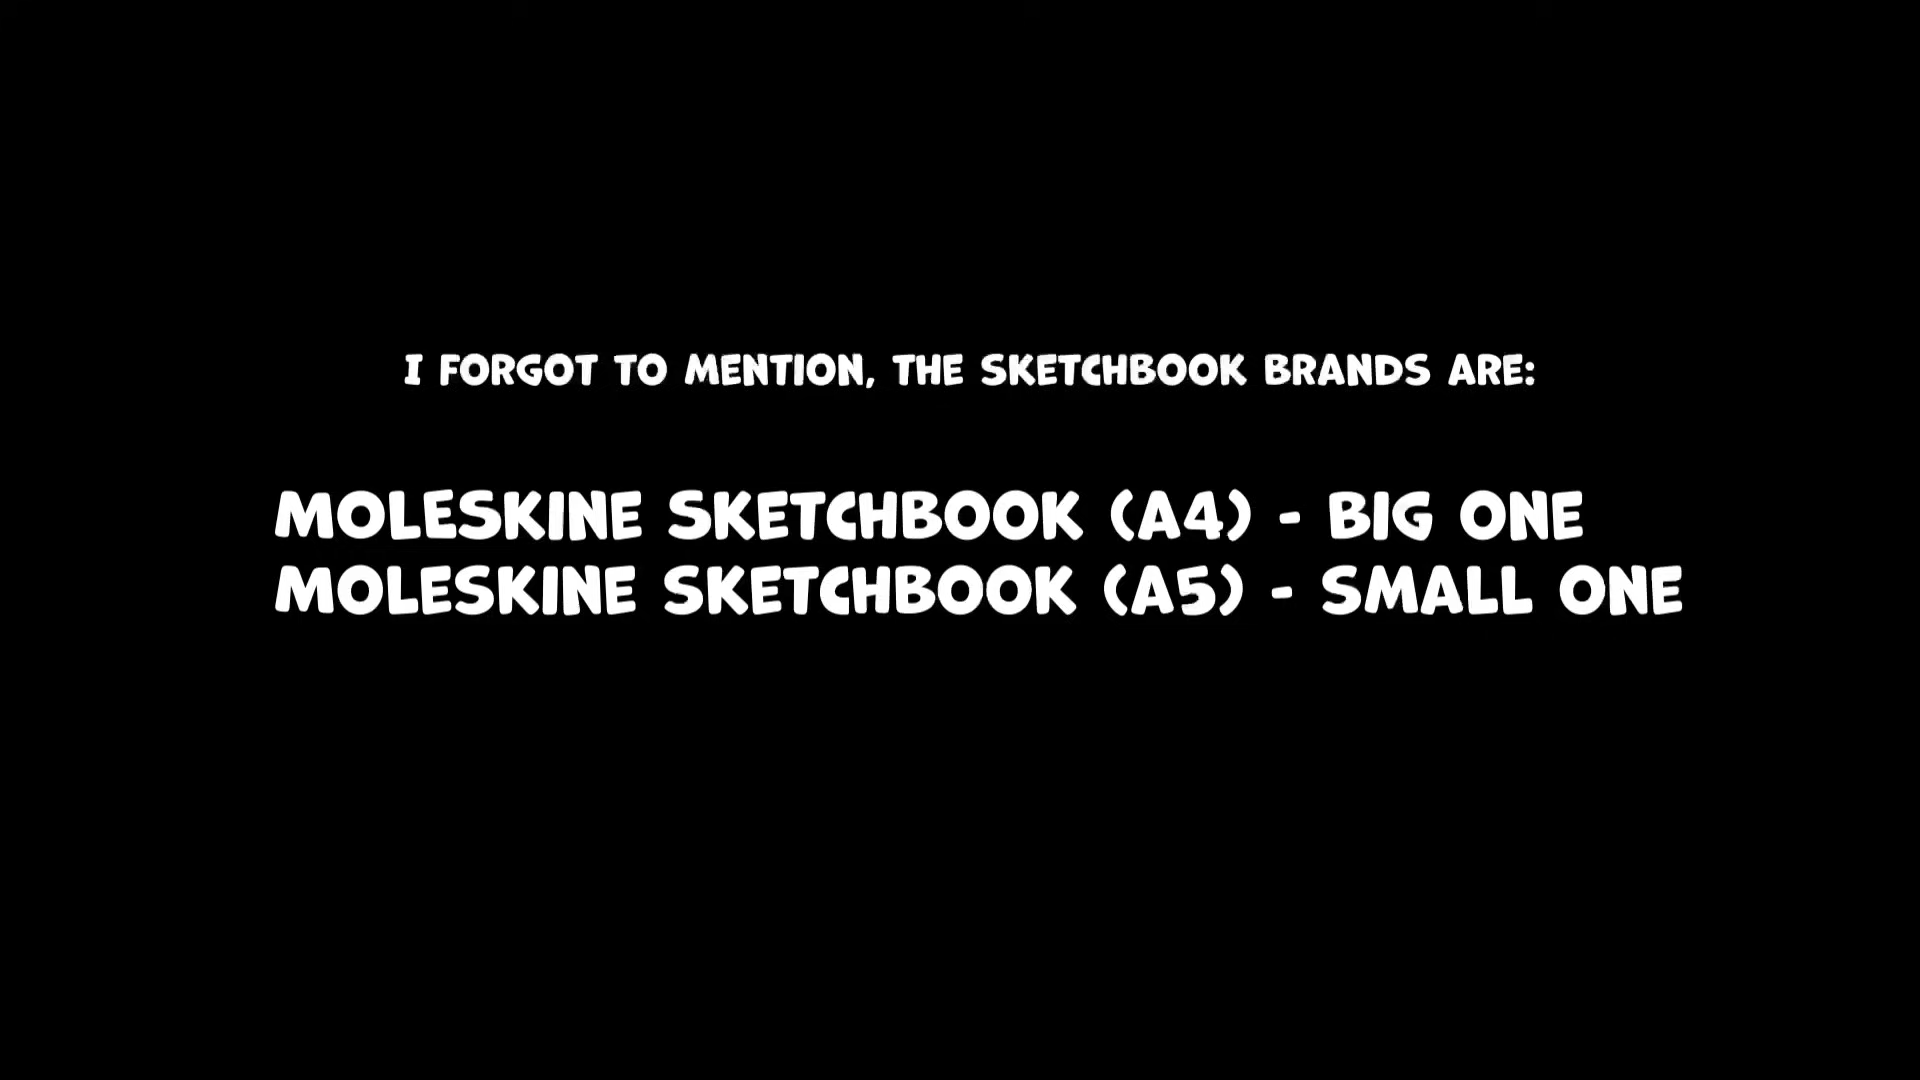 I FORGOT TO MENTION, THE SKETCHBOOK BRANDS ARE:
MOLESKINE SKETCHBOOK (A4) - BIG ONE
MOLESKINE SKETCHBOOK (A5) - SMALL ONE